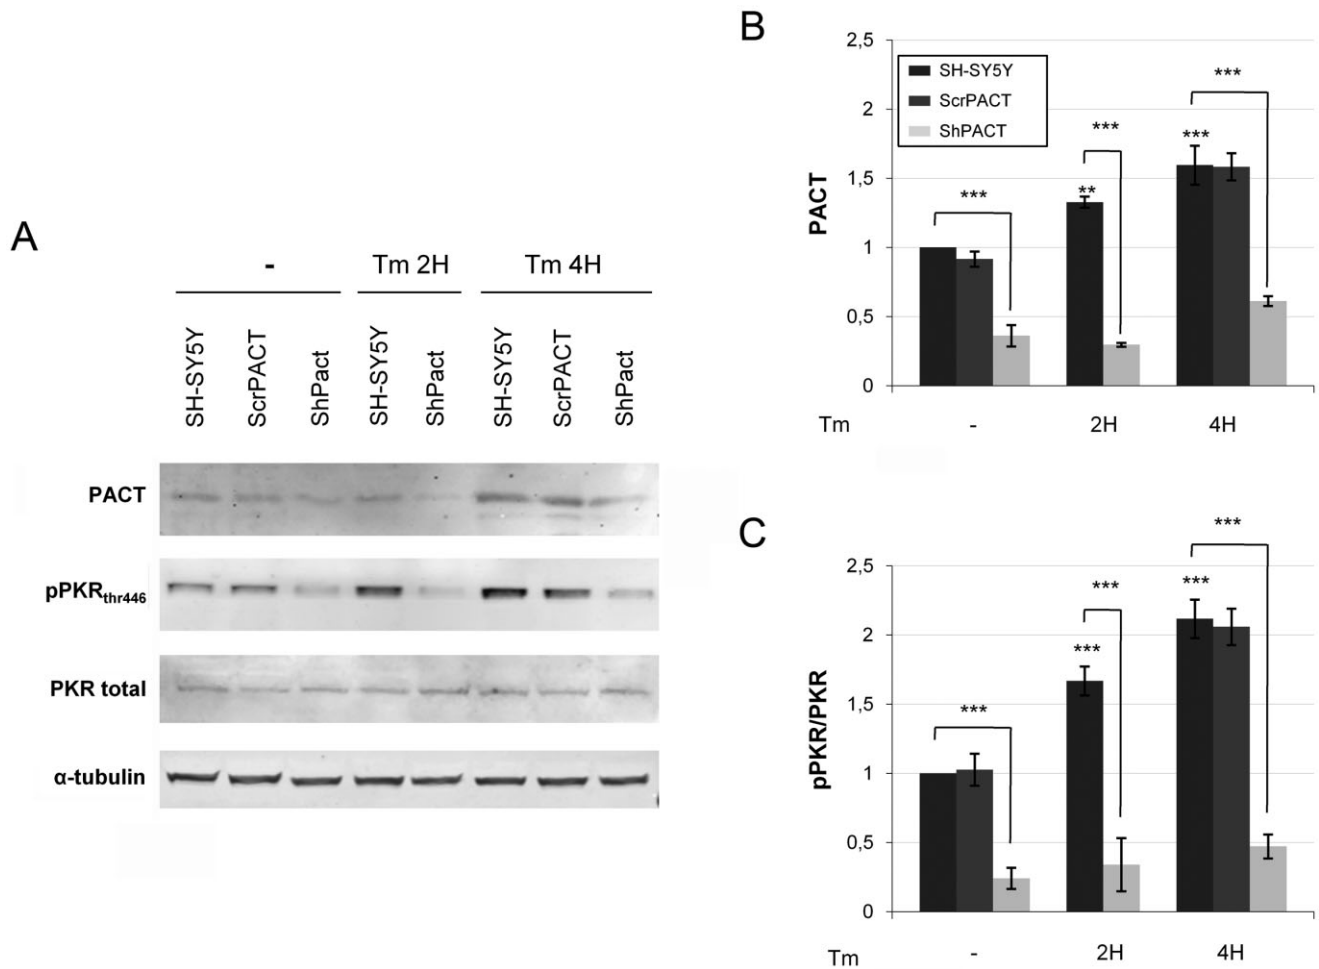 A
- Tm 2H Tm 4H
SH-SY5Y ScrPACT ShPact SH-SY5Y ShPact SH-SY5Y ScrPACT ShPact
PACT
pPKRthr446
PKR total
α-tubulin
B
2,5
2
1,5
1
0,5
0
PACT
SH-SY5Y
ScrPACT
ShPACT
***
**
***
***
***
Tm - 2H 4H
C
2,5
2
1,5
1
0,5
0
pPKR/PKR
***
***
***
***
***
Tm - 2H 4H